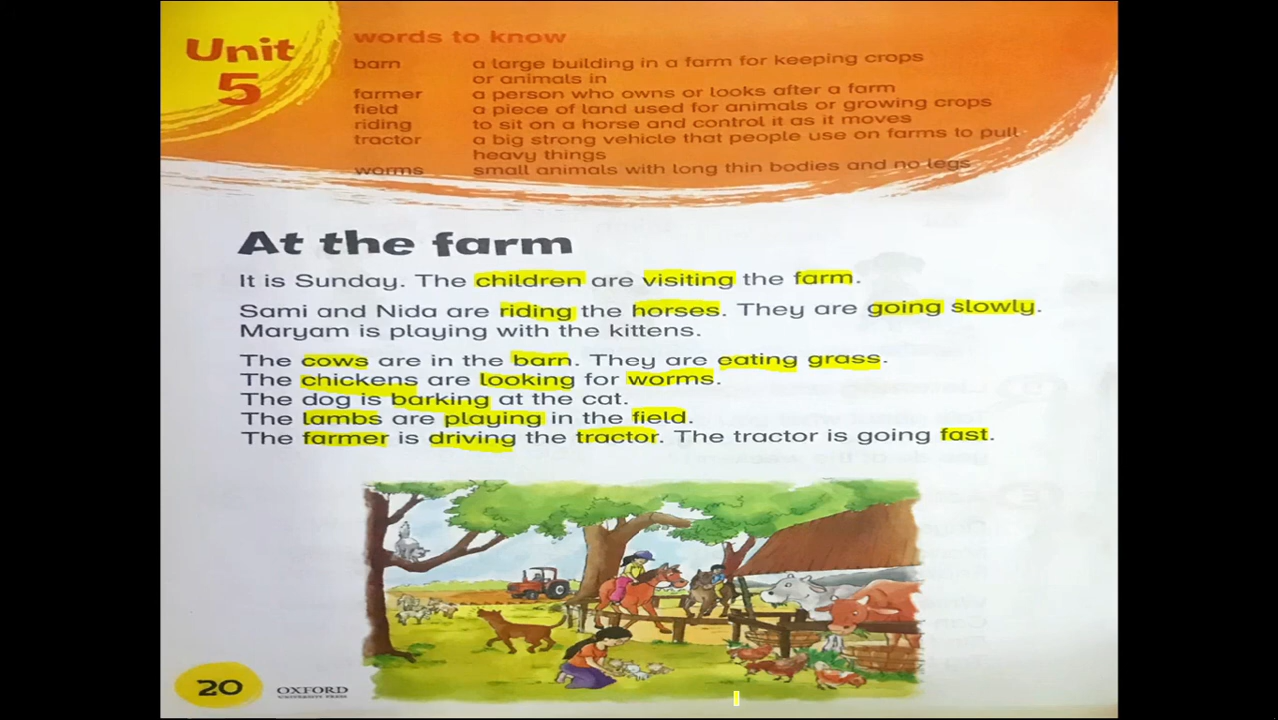 Unit
5
words to know
barn a large building in a farm for keeping crops
or animals in
farmer a person who owns or looks after a farm
field a piece of land used for animals or growing crops
riding to sit on a horse and control it as it moves
tractor a big strong vehicle that people use on farms to pull
heavy things
worms small animals with long thin bodies and no legs
At the farm
It is Sunday. The children are visiting the farm.
Sami and Nida are riding the horses. They are going slowly.
Maryam is playing with the kittens.
The cows are in the barn. They are eating grass.
The chickens are looking for worms.
The dog is barking at the cat.
The lambs are playing in the field.
The farmer is driving the tractor. The tractor is going fast.
20
OXFORD
UNIVERSITY PRESS